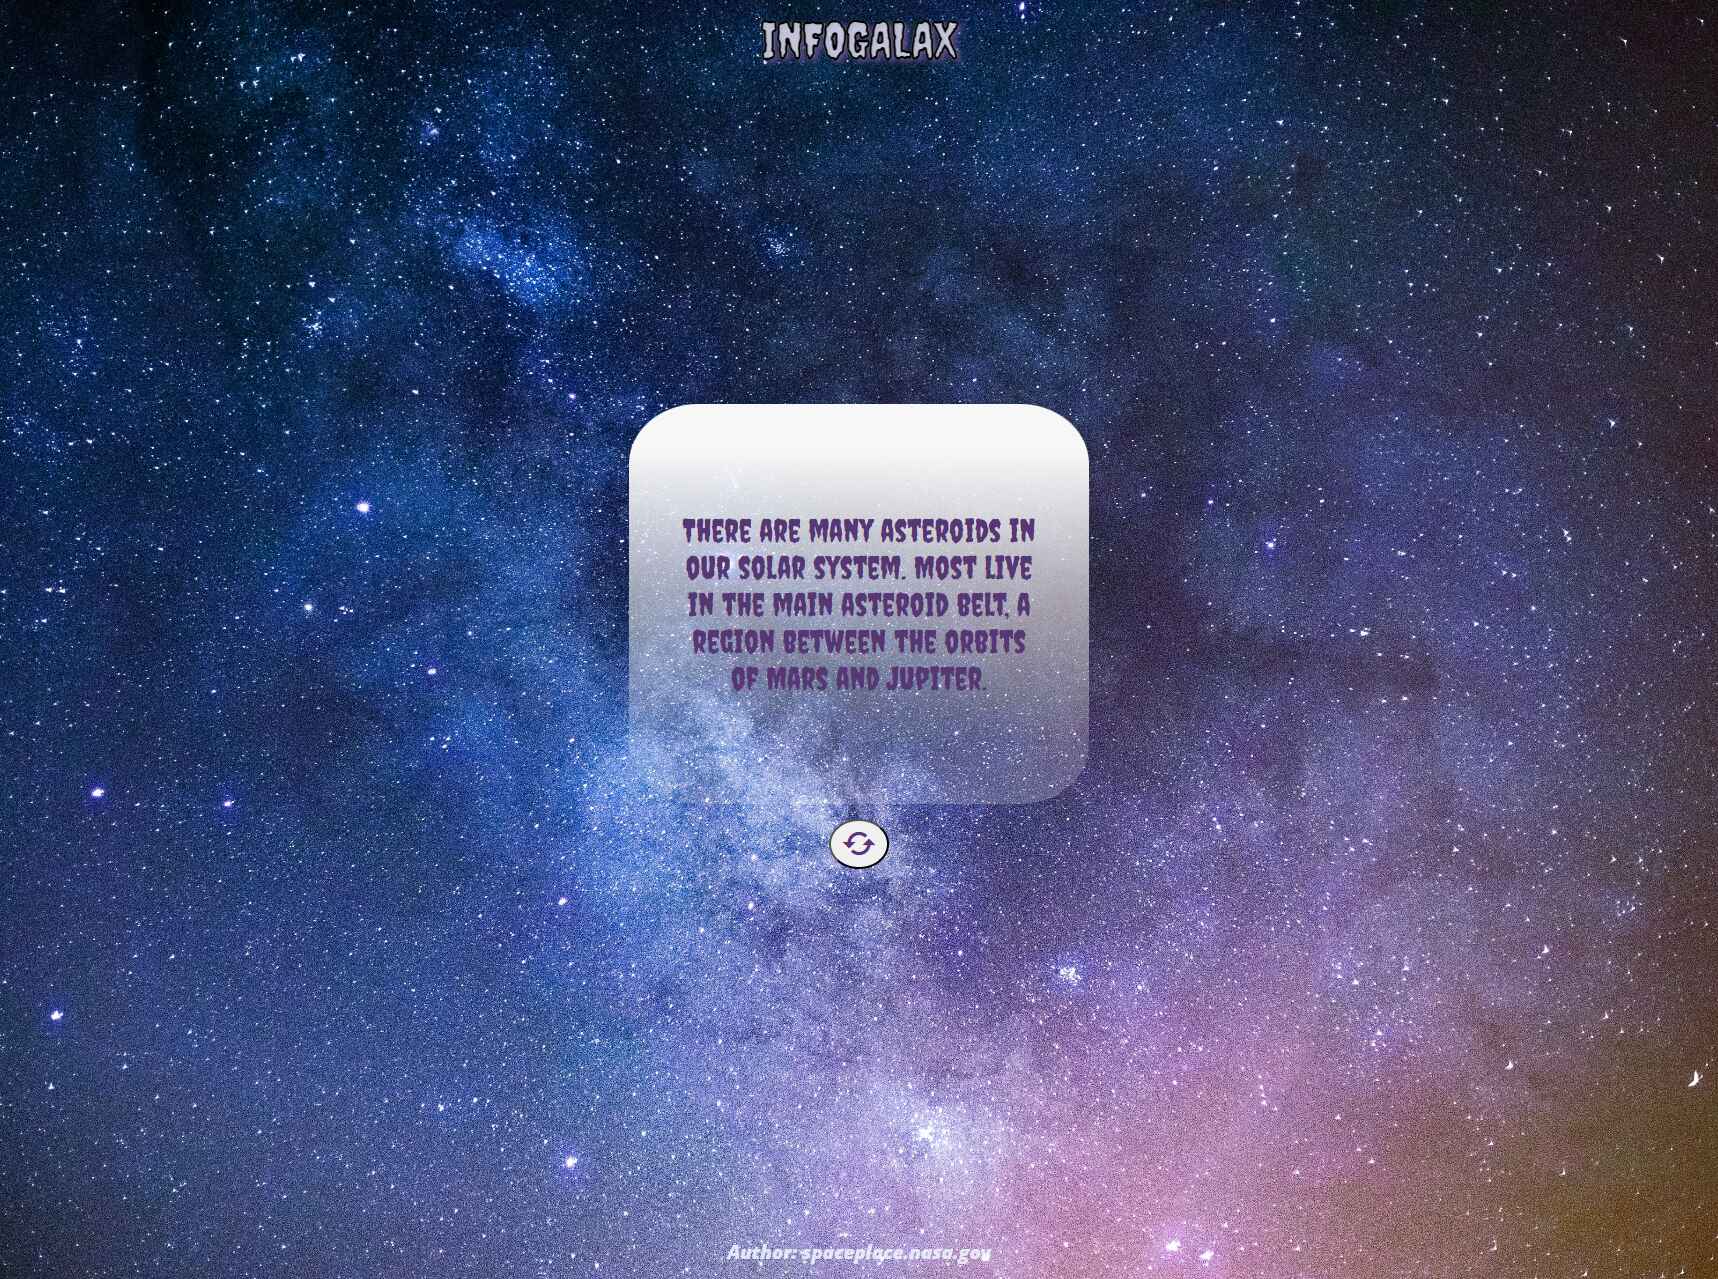 INFOGALAX
THERE ARE MANY ASTEROIDS IN
OUR SOLAR SYSTEM. MOST LIVE
IN THE MAIN ASTEROID BELT, A
REGION BETWEEN THE ORBITS
OF MARS AND JUPITER.
Author: spaceplace.nasa.gov